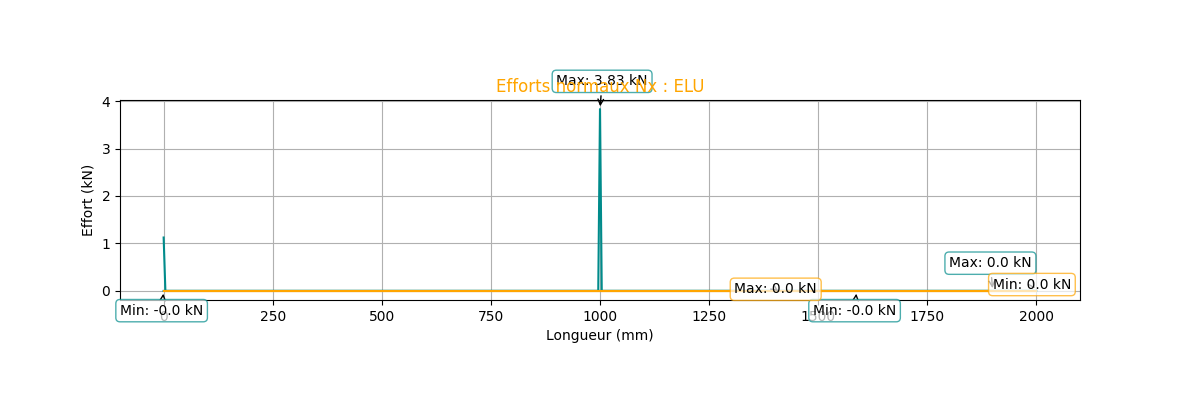 Max: 3.83 kN
Efforts normaux Nx : ELU
4
3
2
1
0
Effort (kN)
Max: 0.0 kN
Max: 0.0 kN
Min: 0.0 kN
Min: -0.0 kN
Min: -0.0 kN
0
250
500
750
1000
1250
1500
1750
2000
Longueur (mm)